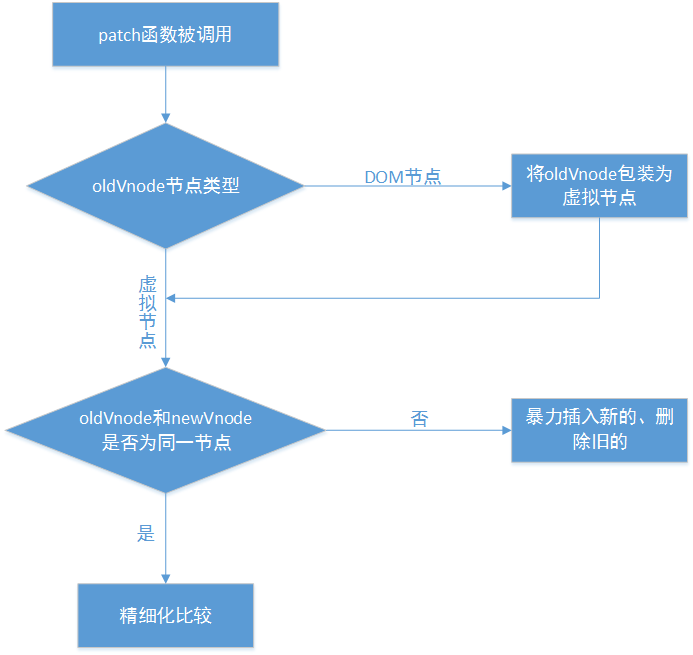 patch函数被调用
oldVnode节点类型
DOM节点
将oldVnode包装为
虚拟节点
虚拟节点
oldVnode和newVnode
是否为同一节点
否
暴力插入新的、删
除旧的
是
精细化比较